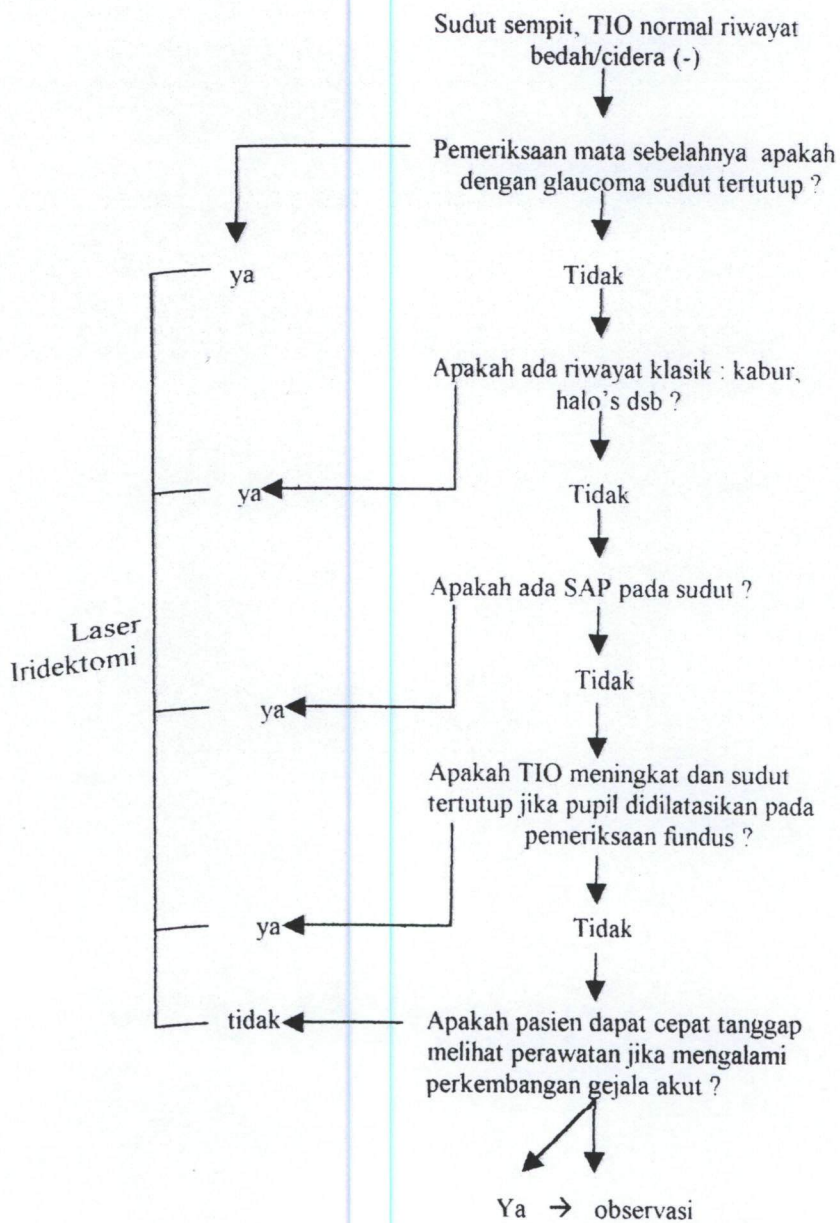 Sudut sempit, TIO normal riwayat
bedah/cidera (-)
Pemeriksaan mata sebelahnya apakah
dengan glaucoma sudut tertutup ?
ya
Tidak
Apakah ada riwayat klasik : kabur,
halo's dsb ?
ya
Tidak
Apakah ada SAP pada sudut ?
Laser
Iridektomi
Tidak
ya
Apakah TIO meningkat dan sudut
tertutup jika pupil didilatasikan pada
pemeriksaan fundus ?
ya
Tidak
tidak
Apakah pasien dapat cepat tanggap
melihat perawatan jika mengalami
perkembangan gejala akut ?
Ya → observasi